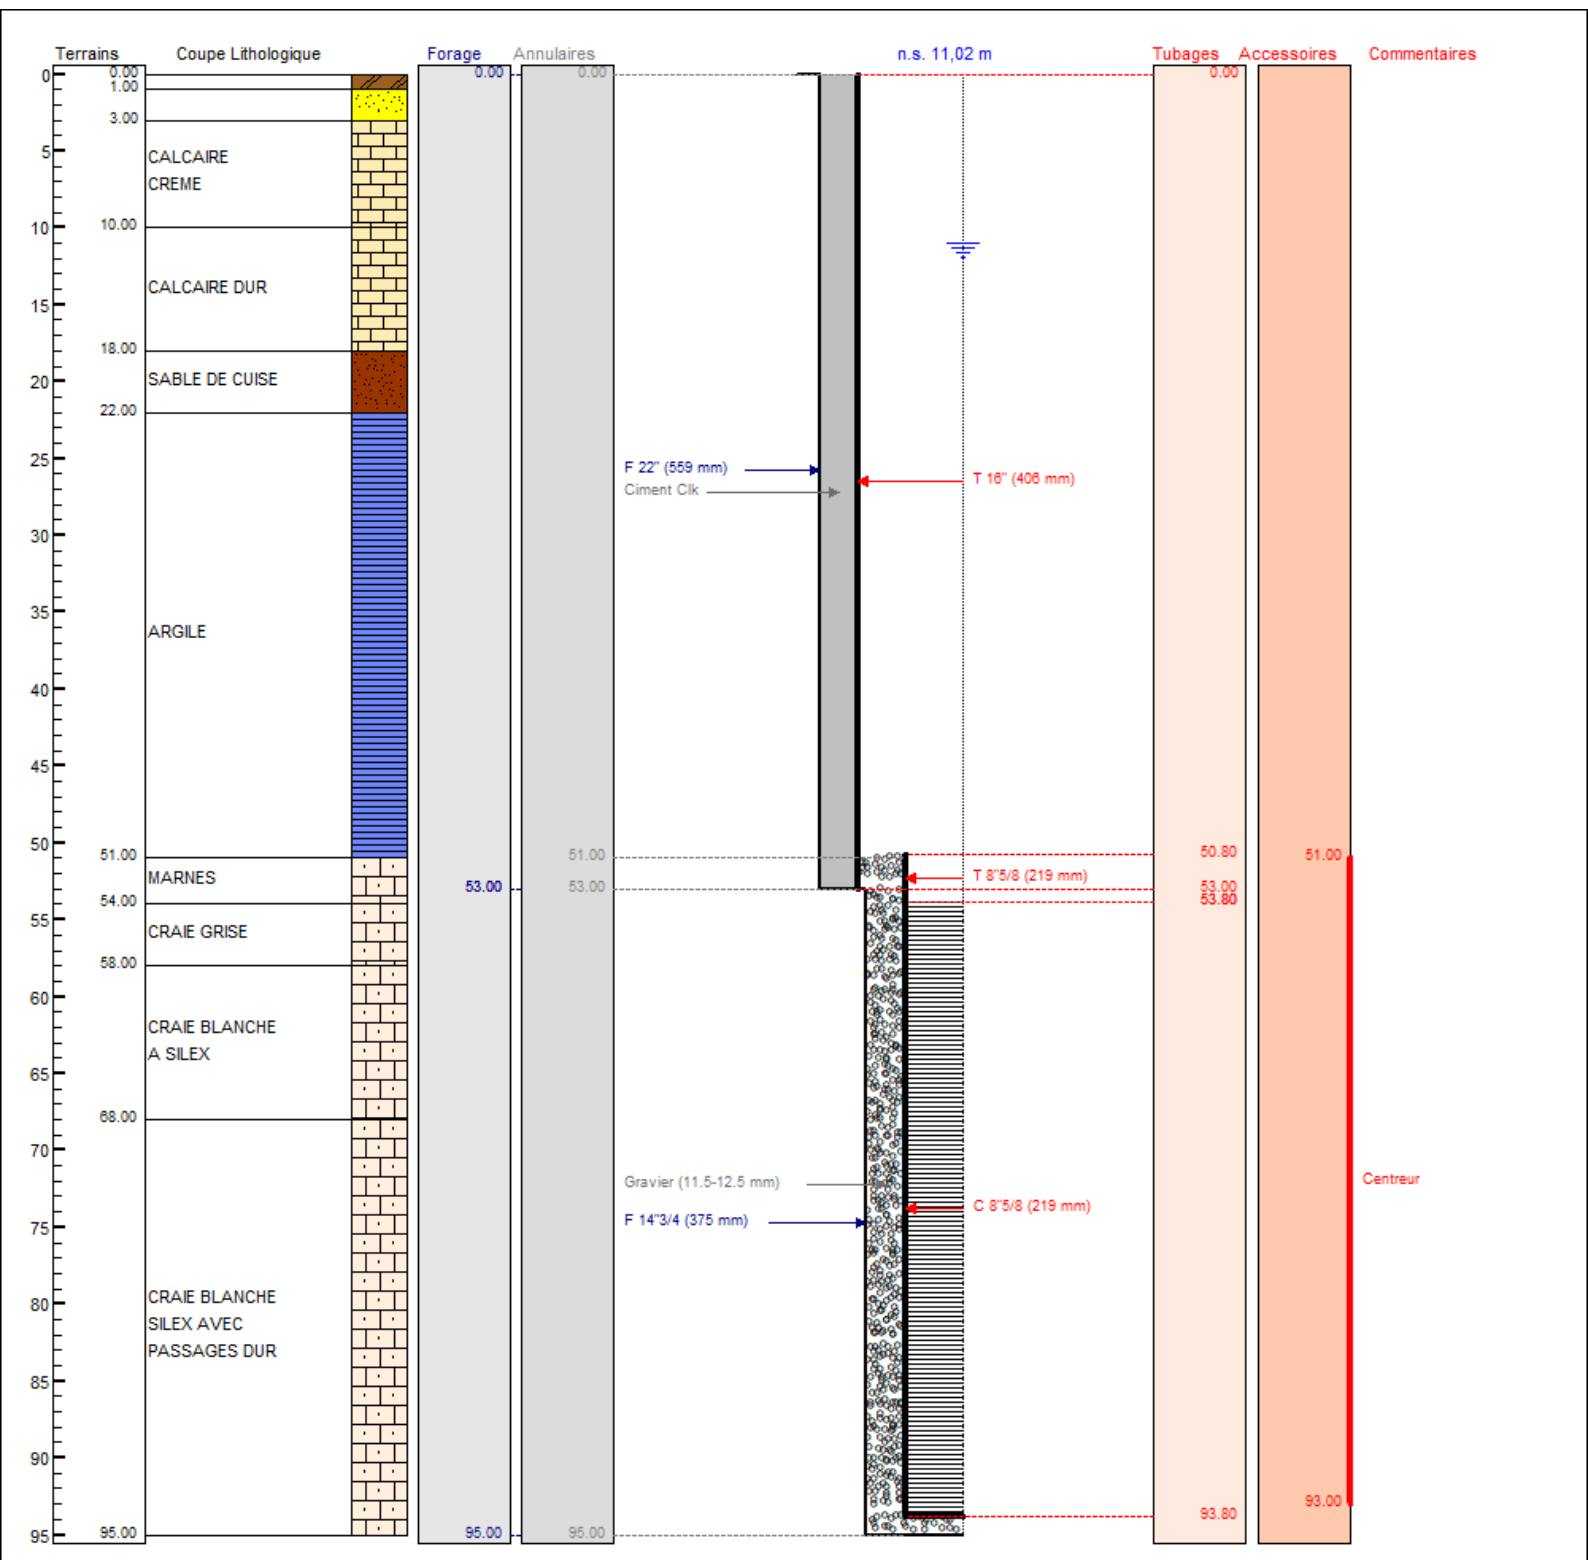 Terrains Coupe Lithologique Forage Annulaires n.s. 11,02 m Tubages Accessoires Commentaires
0 0.00 0.00 0.00 0.00
1.00
3.00
5
CALCAIRE
CREME
10 10.00
CALCAIRE DUR
15
18.00
20 SABLE DE CUISE
22.00
25
F 22" (559 mm)
T 16" (406 mm)
Ciment Clk
30
35
ARGILE
40
45
50
50.80
51.00 51.00 51.00
MARNES
T 8"5/8 (219 mm)
53.00 53.00 53.00
54.00 53.80
55
CRAIE GRISE
58.00
60
CRAIE BLANCHE
A SILEX
65
68.00
70
Gravier (11.5-12.5 mm)
Centreur
C 8"5/8 (219 mm)
75 F 14"3/4 (375 mm)
80
CRAIE BLANCHE
SILEX AVEC
PASSAGES DUR
85
90
93.00
93.80
95 95.00 95.00 95.00